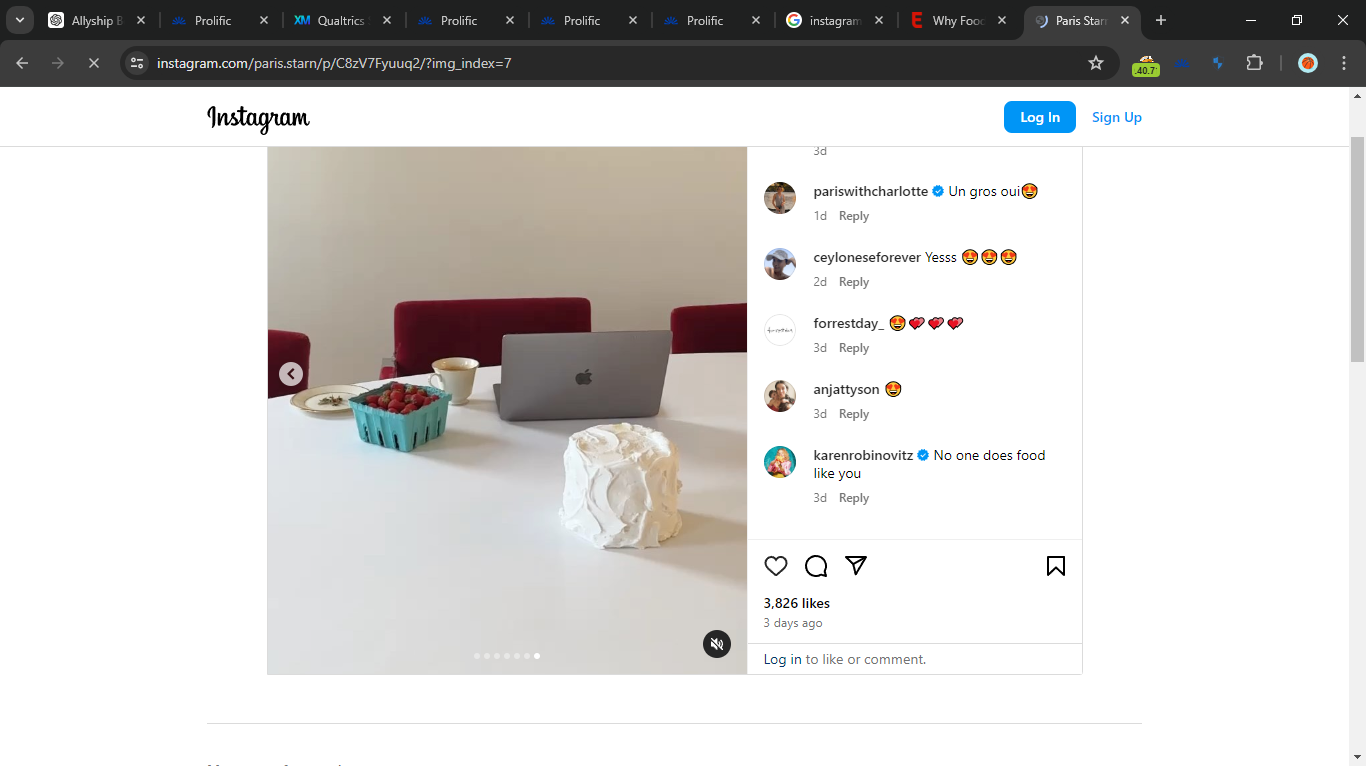 Allyship B
Prolific
Qualtrics
Prolific
Prolific
Prolific
instagram
Why Food
Paris Starn
instagram.com/paris.starn/p/C8zV7Fyuuq2/?img_index=7
40.7
Instagram
Log In
Sign Up
3d
pariswithcharlotte Un gros oui😍
1d Reply
ceyloneseforever Yesss 😍😍😍
2d Reply
forrestday_ 😍💕💕💕
3d Reply
anjattyson 😍
3d Reply
karenrobinovitz No one does food
like you
3d Reply
3,826 likes
3 days ago
Log in to like or comment.